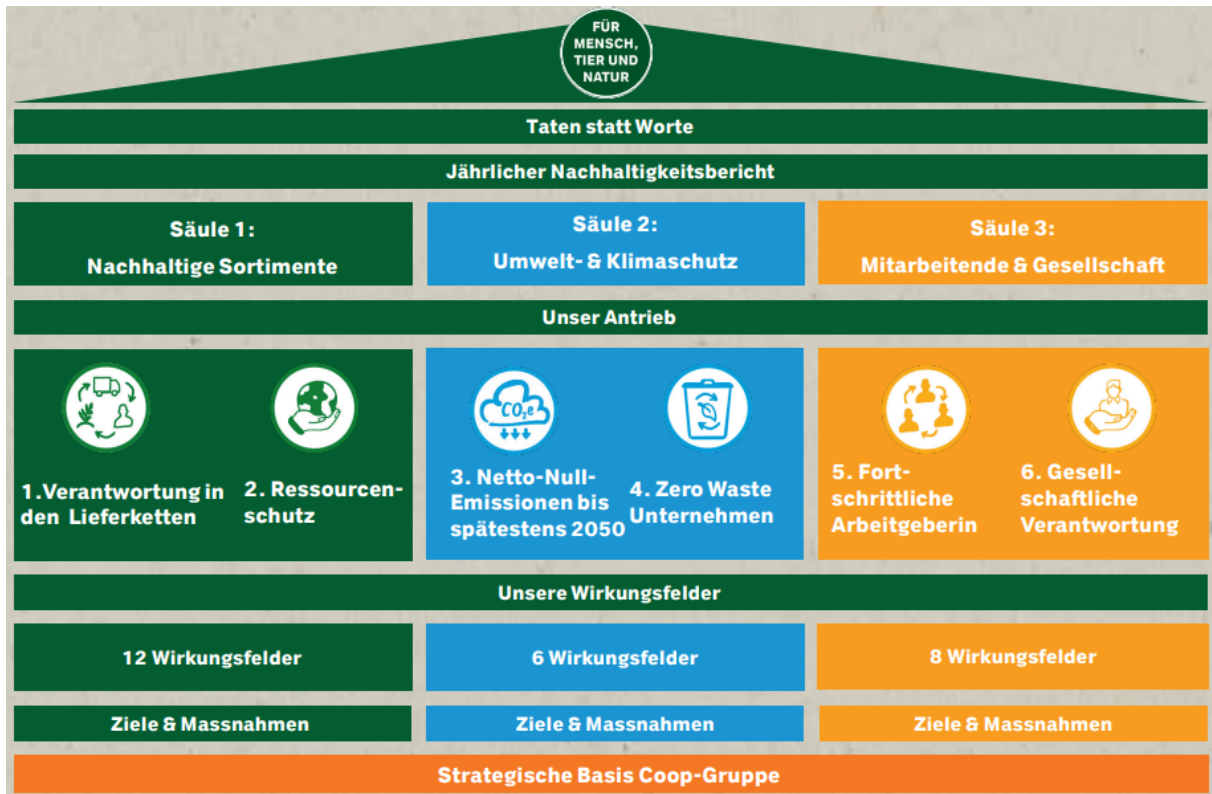 FÜR
MENSCH,
TIER UND
NATUR
Taten statt Worte
Jährlicher Nachhaltigkeitsbericht
Säule 1:
Nachhaltige Sortimente
Säule 2:
Umwelt- & Klimaschutz
Säule 3:
Mitarbeitende & Gesellschaft
Unser Antrieb
1.Verantwortung in
den Lieferketten
2. Ressourcen-
schutz
CO₂e
3. Netto-Null-
Emissionen bis
spätestens 2050
4. Zero Waste
Unternehmen
5. Fort-
schrittliche
Arbeitgeberin
6. Gesell-
schaftliche
Verantwortung
Unsere Wirkungsfelder
12 Wirkungsfelder
6 Wirkungsfelder
8 Wirkungsfelder
Ziele & Massnahmen
Ziele & Massnahmen
Ziele & Massnahmen
Strategische Basis Coop-Gruppe